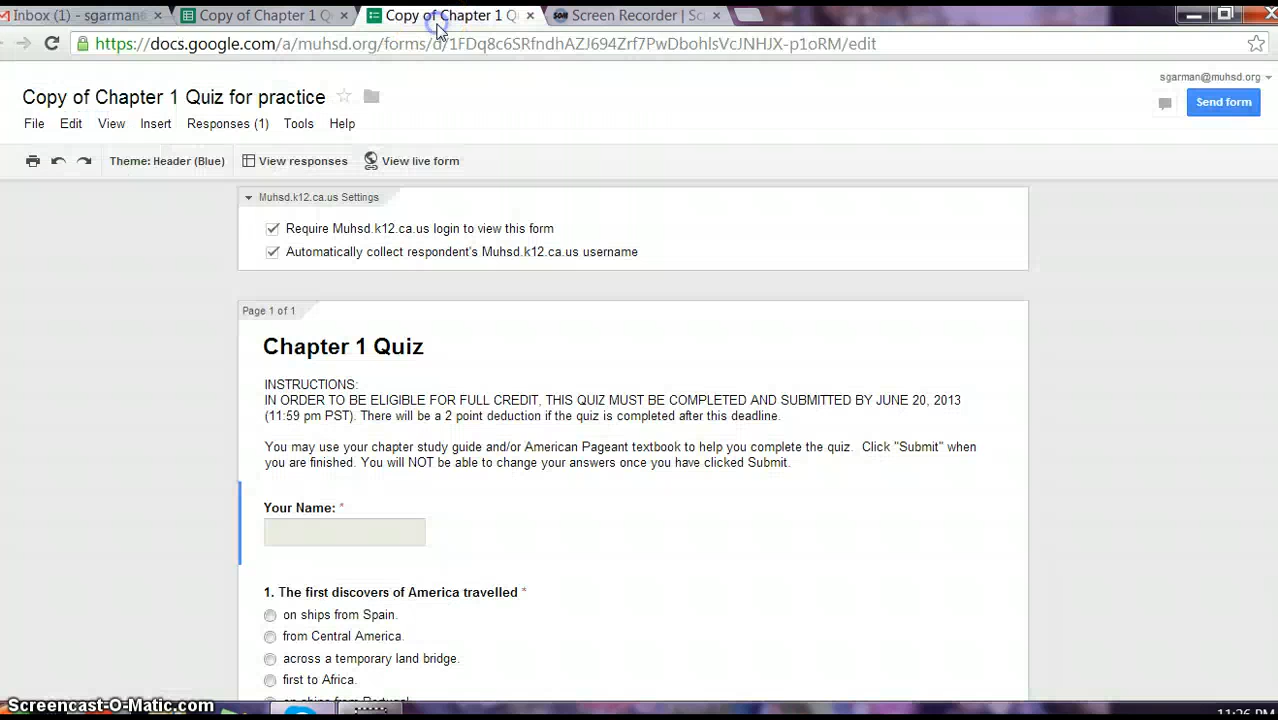 Inbox (1) - sgarman@
Copy of Chapter 1 Q
Copy of Chapter 1 Q
Screen Recorder | Sc
https://docs.google.com/a/muhsd.org/forms/d/1FDq8c6SRfndhAZJ694Zrf7PwDbohlsVcJNHJX-p1oRM/edit
sgarman@muhsd.org
Copy of Chapter 1 Quiz for practice
Send form
File Edit View Insert Responses (1) Tools Help
Theme: Header (Blue) View responses View live form
Muhsd.k12.ca.us Settings
Require Muhsd.k12.ca.us login to view this form
Automatically collect respondent's Muhsd.k12.ca.us username
Page 1 of 1
Chapter 1 Quiz
INSTRUCTIONS:
IN ORDER TO BE ELIGIBLE FOR FULL CREDIT, THIS QUIZ MUST BE COMPLETED AND SUBMITTED BY JUNE 20, 2013
(11:59 pm PST). There will be a 2 point deduction if the quiz is completed after this deadline.
You may use your chapter study guide and/or American Pageant textbook to help you complete the quiz. Click "Submit" when
you are finished. You will NOT be able to change your answers once you have clicked Submit.
Your Name: *
1. The first discovers of America travelled *
on ships from Spain.
from Central America.
across a temporary land bridge.
first to Africa.
on ships from Portugal.
Screencast-O-Matic.com
11:26 PM